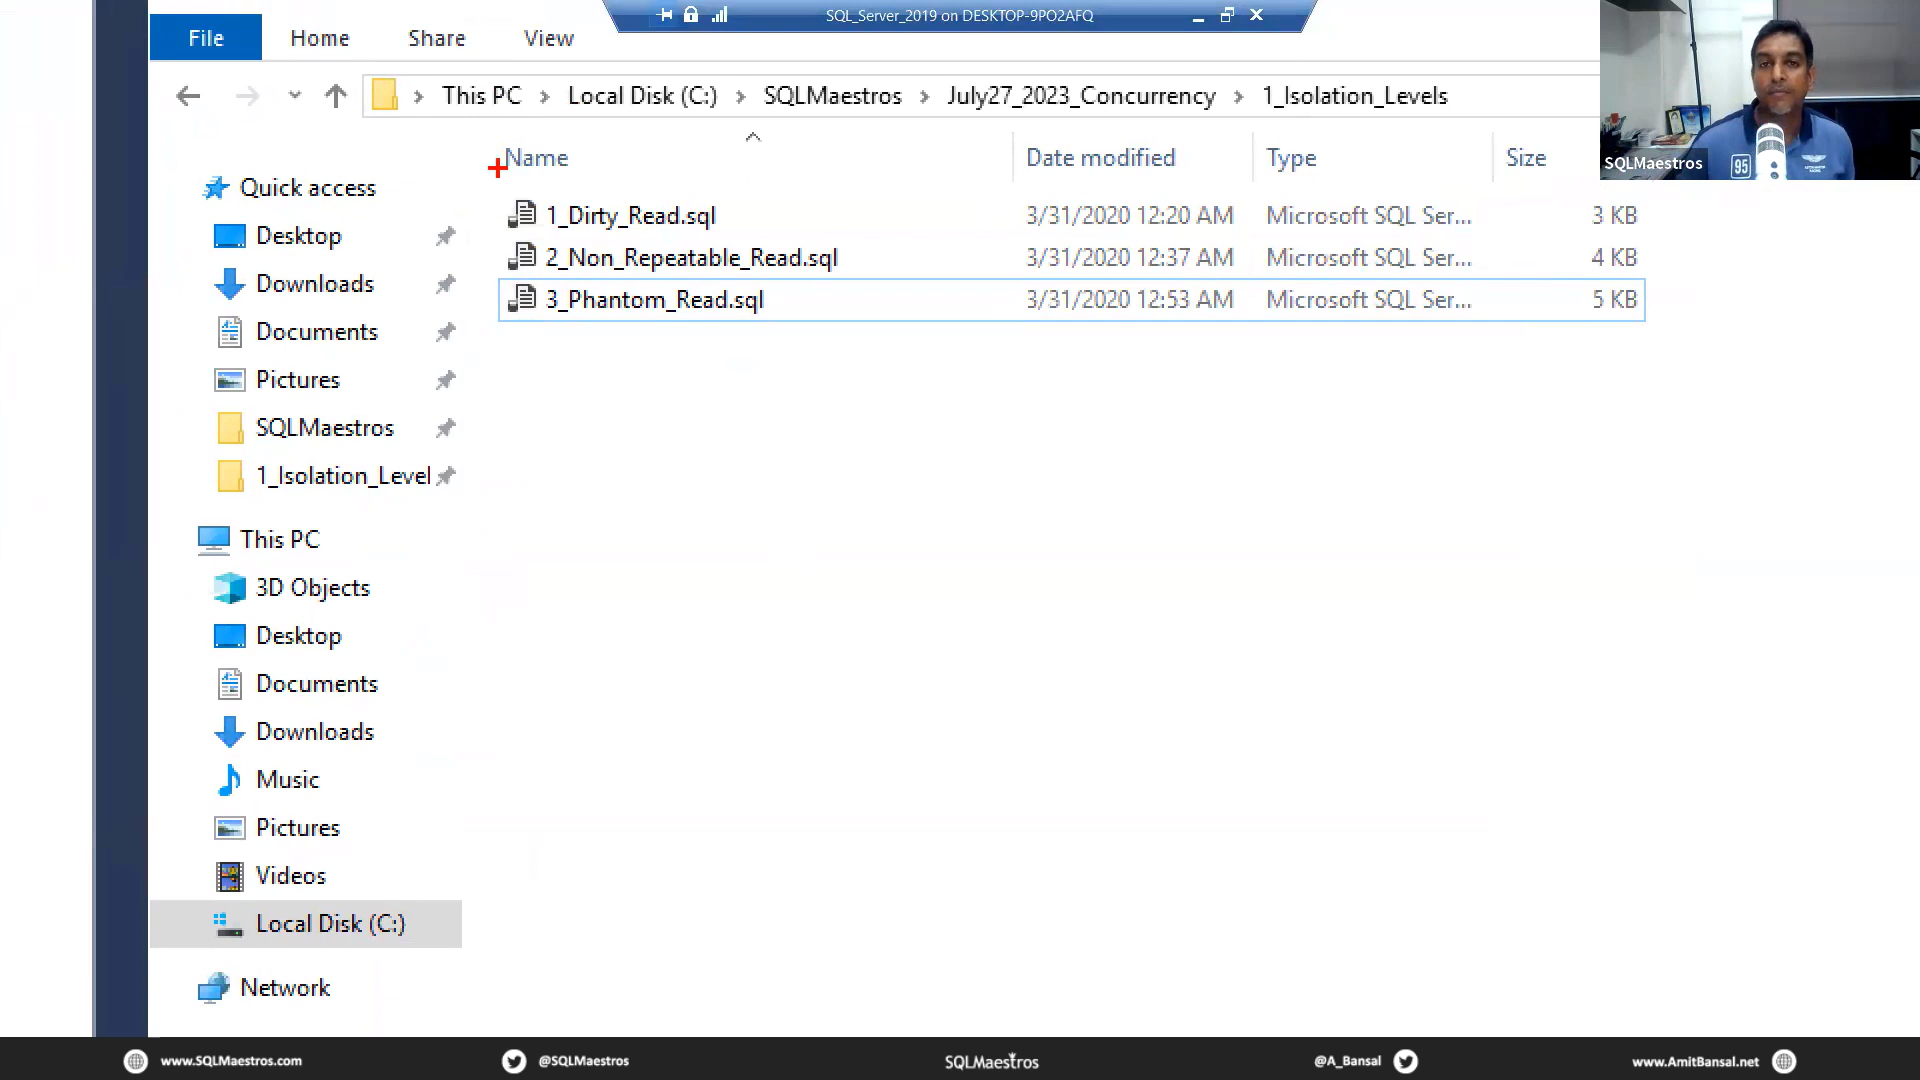 SQL_Server_2019 on DESKTOP-9PO2AFQ
File Home Share View
This PC Local Disk (C:) SQLMaestros July27_2023_Concurrency 1_Isolation_Levels
Name Date modified Type Size
1_Dirty_Read.sql 3/31/2020 12:20 AM Microsoft SQL Ser... 3 KB
2_Non_Repeatable_Read.sql 3/31/2020 12:37 AM Microsoft SQL Ser... 4 KB
3_Phantom_Read.sql 3/31/2020 12:53 AM Microsoft SQL Ser... 5 KB
Quick access
Desktop
Downloads
Documents
Pictures
SQLMaestros
1_Isolation_Level
This PC
3D Objects
Desktop
Documents
Downloads
Music
Pictures
Videos
Local Disk (C:)
Network
SQLMaestros
95
www.SQLMaestros.com @SQLMaestros SQLMaestros @A_Bansal www.AmitBansal.net